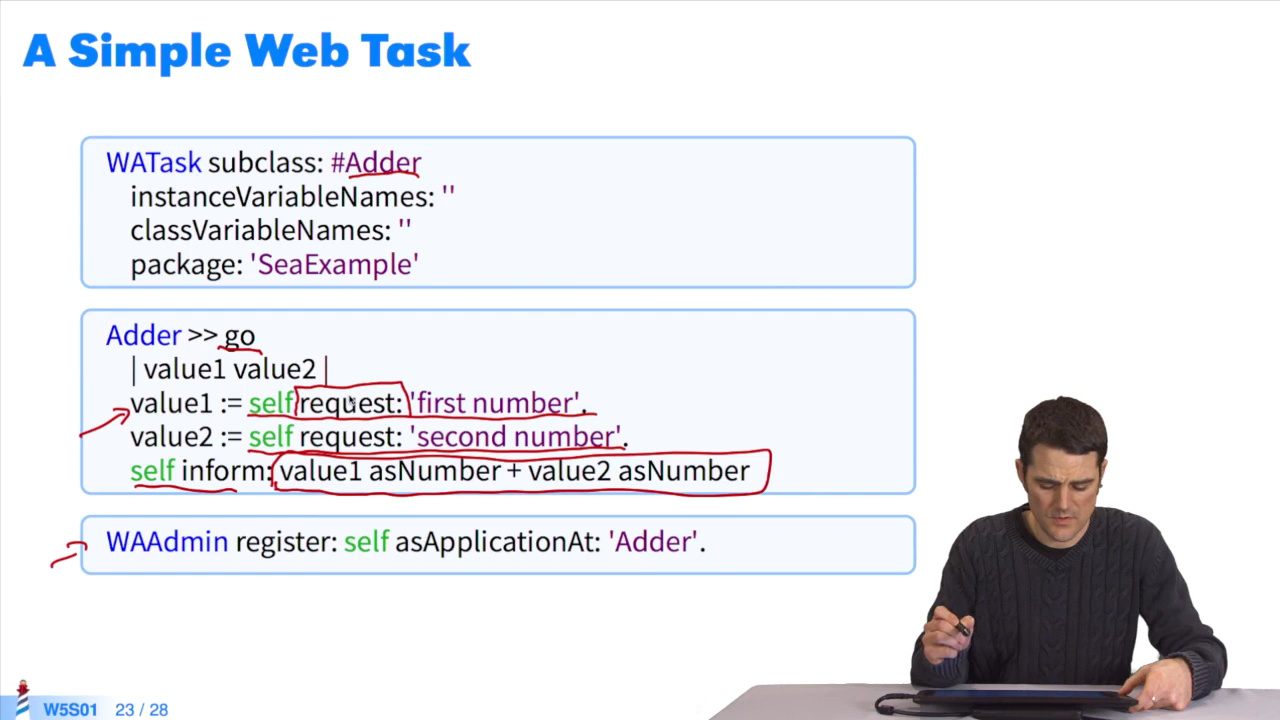 A Simple Web Task
WATask subclass: #Adder
instanceVariableNames: ''
classVariableNames: ''
package: 'SeaExample'
Adder >> go
| value1 value2 |
value1 := self request: 'first number'.
value2 := self request: 'second number'.
self inform: value1 asNumber + value2 asNumber
WAAdmin register: self asApplicationAt: 'Adder'.
W5S01 23 / 28